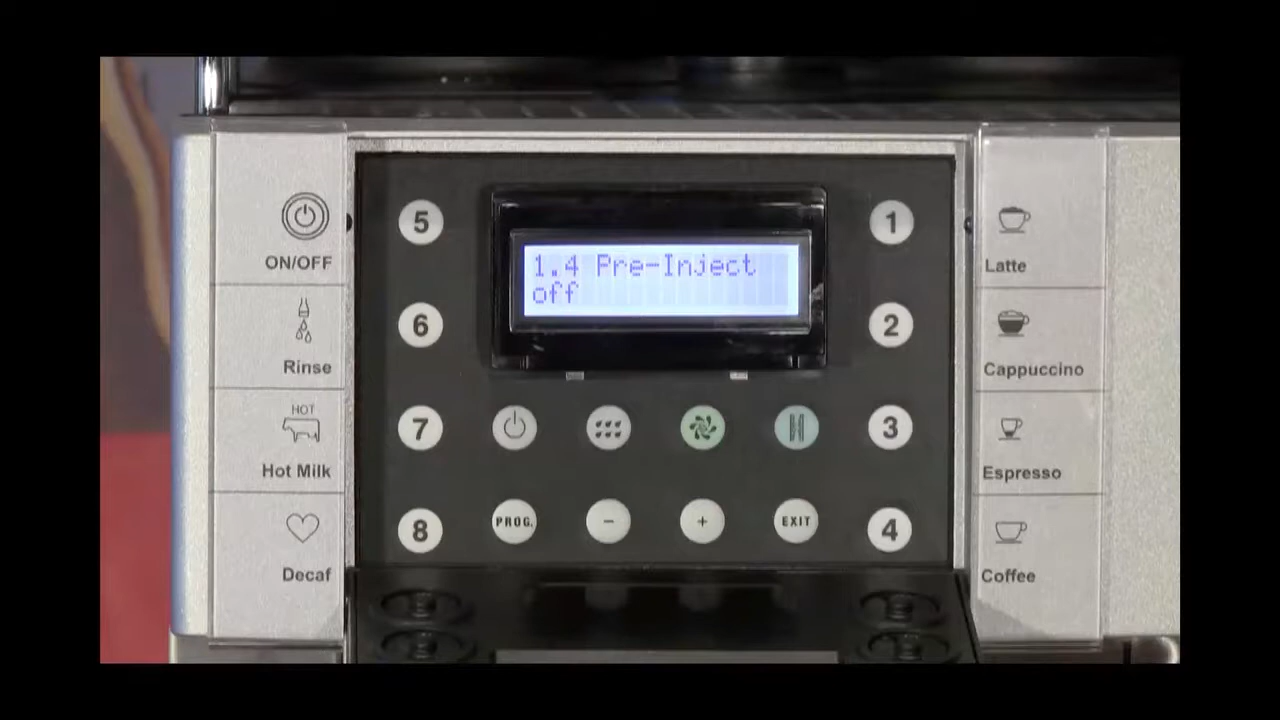 1.4 Pre-Inject
off
ON/OFF
Rinse
HOT
Hot Milk
Decaf
5
6
7
8
PROG.
-
+
EXIT
1
2
3
4
Latte
Cappuccino
Espresso
Coffee